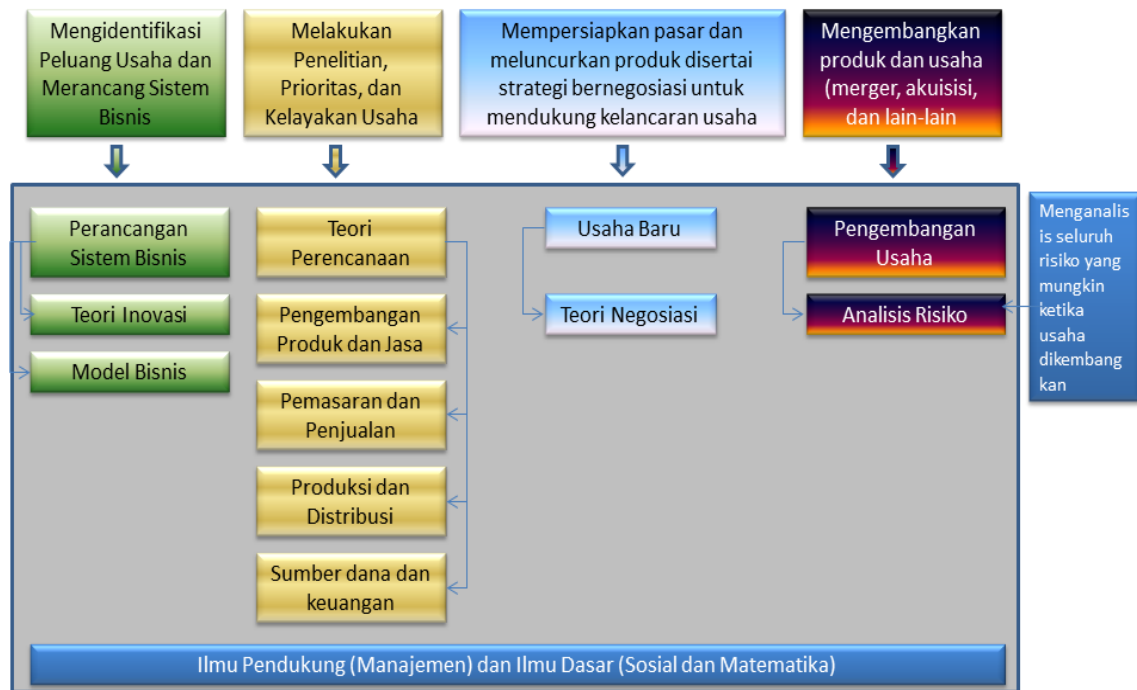 Mengidentifikasi
Peluang Usaha dan
Merancang Sistem
Bisnis
Melakukan
Penelitian,
Prioritas, dan
Kelayakan Usaha
Mempersiapkan pasar dan
meluncurkan produk disertai
strategi bernegosiasi untuk
mendukung kelancaran usaha
Mengembangkan
produk dan usaha
(merger, akuisisi,
dan lain-lain
Perancangan
Sistem Bisnis
Teori Inovasi
Model Bisnis
Teori
Perencanaan
Pengembangan
Produk dan Jasa
Pemasaran dan
Penjualan
Produksi dan
Distribusi
Sumber dana dan
keuangan
Usaha Baru
Teori Negosiasi
Pengembangan
Usaha
Analisis Risiko
Menganalis
is seluruh
risiko yang
mungkin
ketika
usaha
dikembang
kan
Ilmu Pendukung (Manajemen) dan Ilmu Dasar (Sosial dan Matematika)